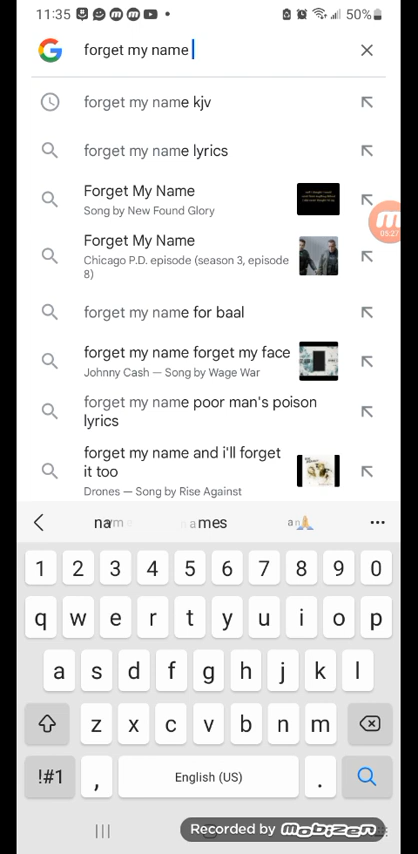 11:35
50%
forget my name
forget my name kjv
forget my name lyrics
Forget My Name
Song by New Found Glory
Forget My Name
Chicago P.D. episode (season 3, episode
8)
05:27
forget my name for baal
forget my name forget my face
Johnny Cash — Song by Wage War
forget my name poor man's poison
lyrics
forget my name and i'll forget
it too
Drones — Song by Rise Against
1 2 3 4 5 6 7 8 9 0
q w e r t y u i o p
a s d f g h j k l
z x c v b n m
!#1 , English (US) .
Recorded by mobizen